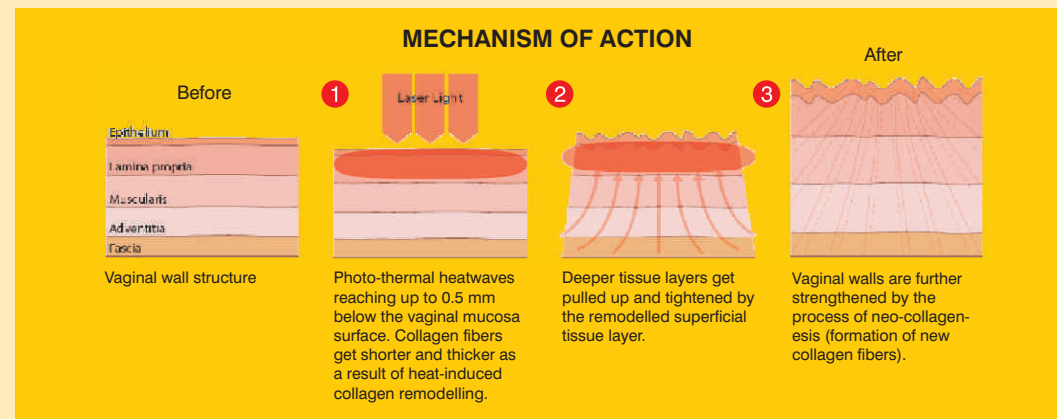 MECHANISM OF ACTION
Before
Epithelium
Lamina propria
Muscularis
Adventitia
Fascia
Vaginal wall structure
1
Laser Light
Photo-thermal heatwaves
reaching up to 0.5 mm
below the vaginal mucosa
surface. Collagen fibers
get shorter and thicker as
a result of heat-induced
collagen remodelling.
2
Deeper tissue layers get
pulled up and tightened by
the remodelled superficial
tissue layer.
3
After
Vaginal walls are further
strengthened by the
process of neo-collagen-
esis (formation of new
collagen fibers).